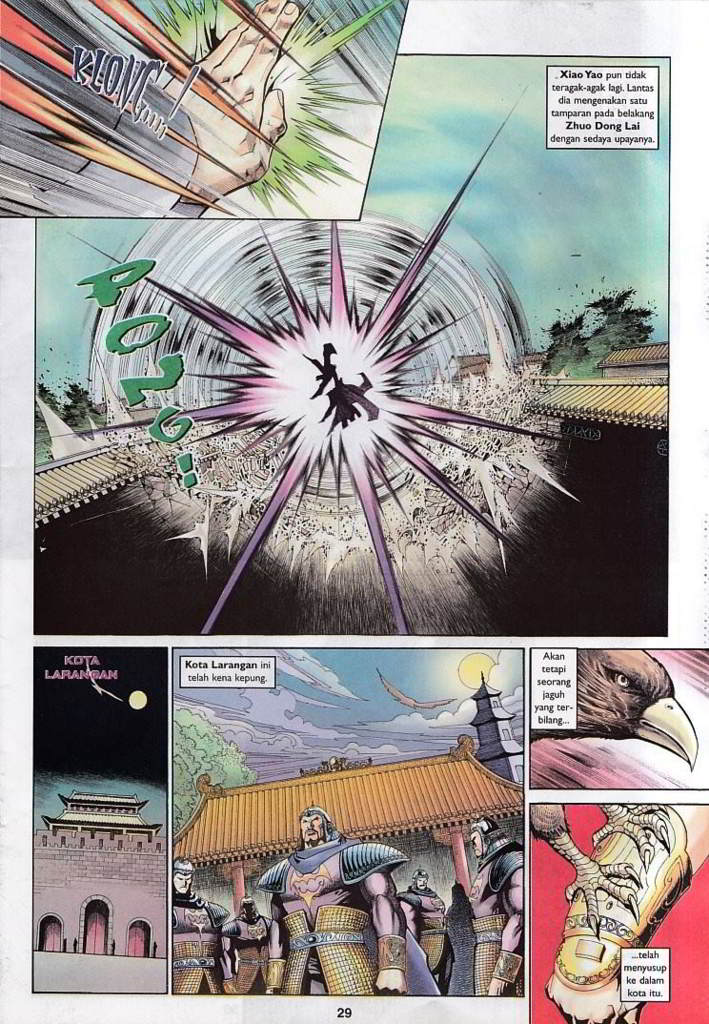 KLONG!
Xiao Yao pun tidak
teragak-agak lagi. Lantas
dia mengenakan satu
tamparan pada belakang
Zhuo Dong Lai
dengan sedaya upayanya.
PONG!
KOTA
LARANGAN
Kota Larangan ini
telah kena kepung.
Akan
tetapi
seorang
jaguh
yang ter-
bilang...
...telah
menyusup
ke dalam
kota itu.
29